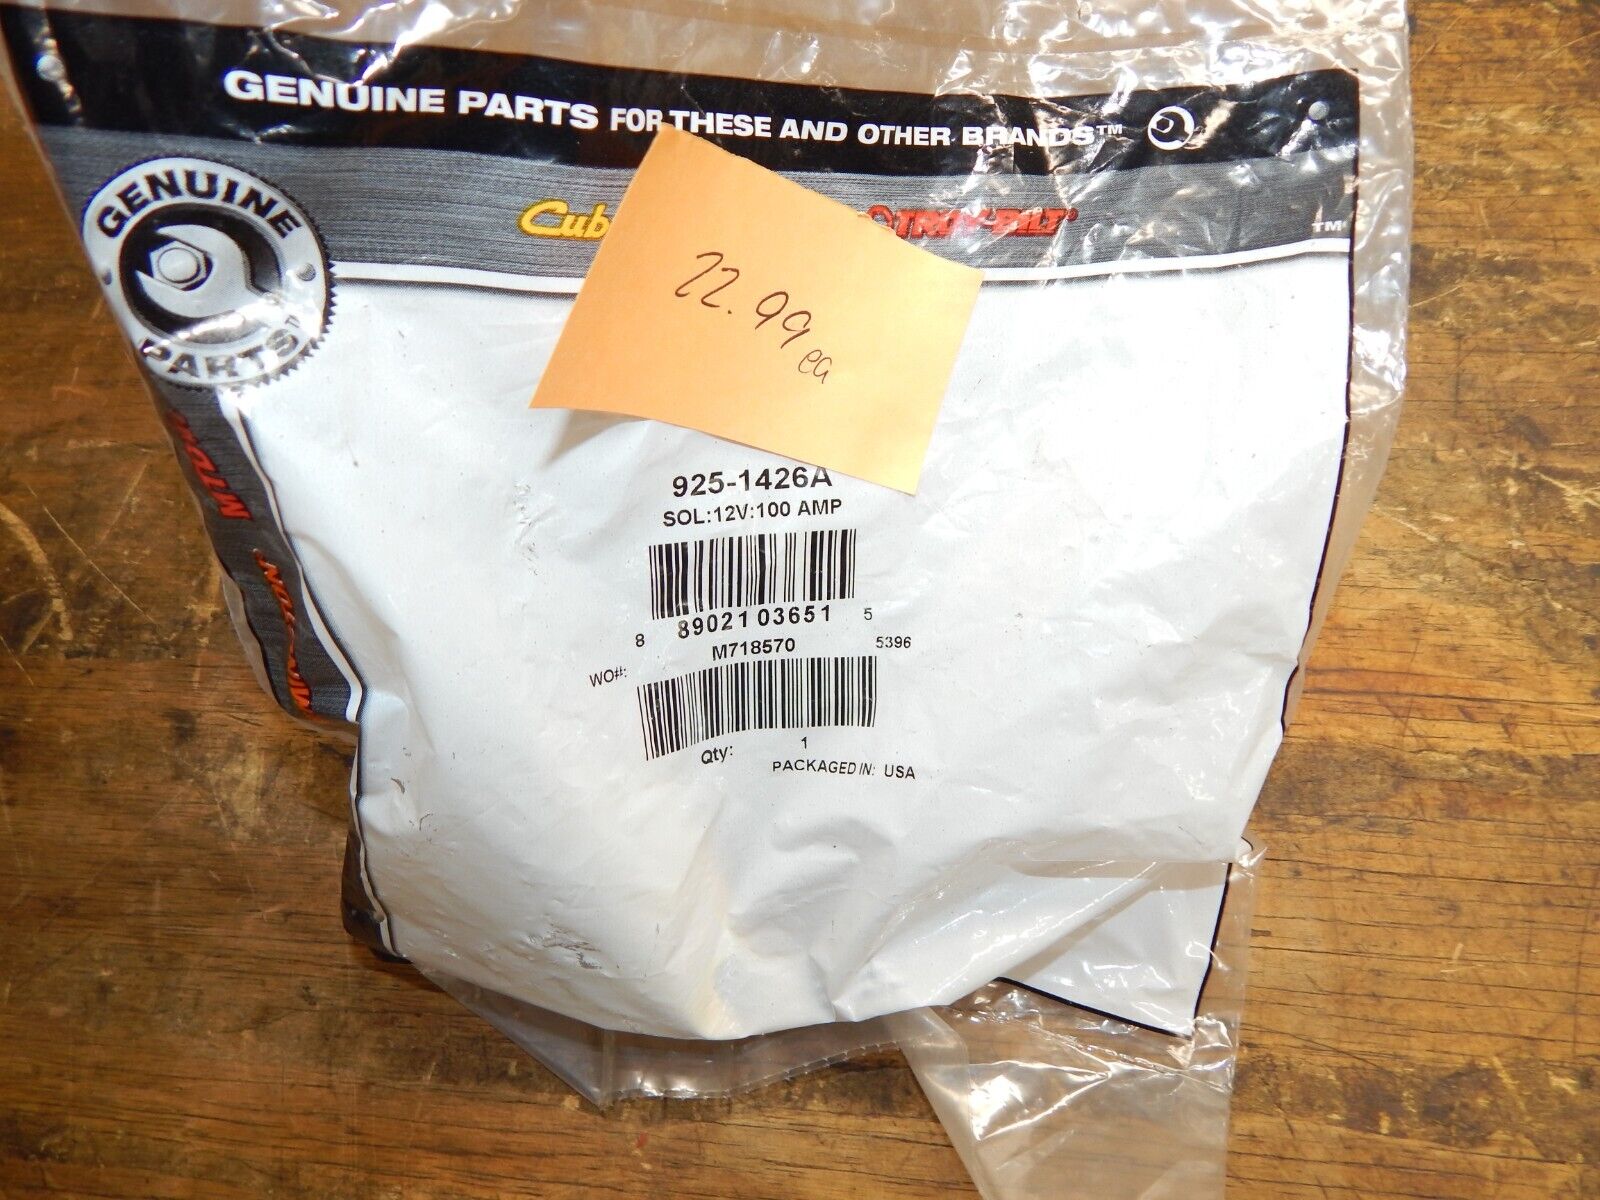 GENUINE PARTS FOR THESE AND OTHER BRANDS™
GENUINE
PARTS
Cub
TROY-BILT®
TM
22.99 ea
925-1426A
SOL:12V:100 AMP
8 89021 03651 5
M718570 5396
WO#:
Qty: 1
PACKAGED IN: USA